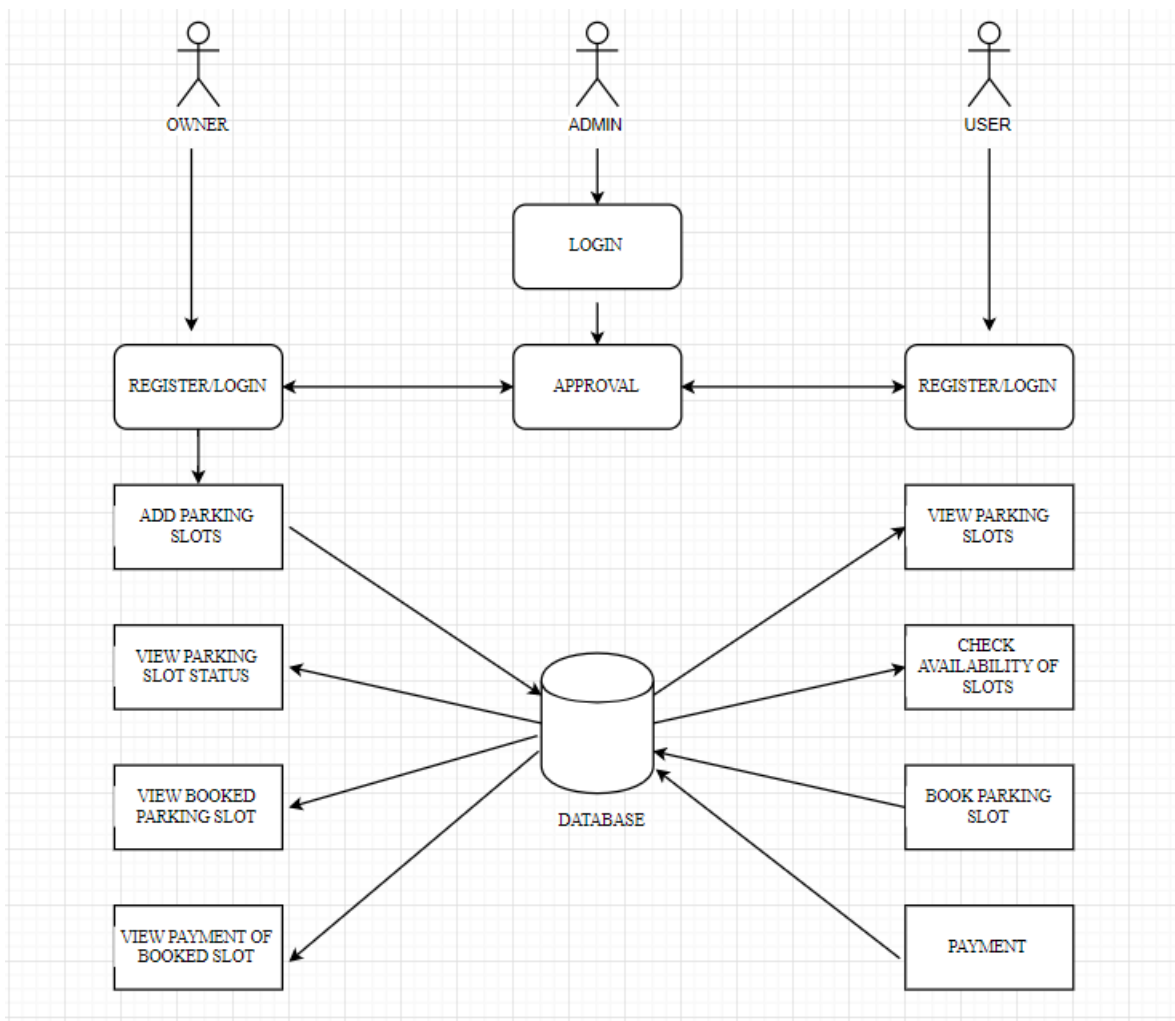 OWNER
ADMIN
USER
LOGIN
REGISTER/LOGIN
APPROVAL
REGISTER/LOGIN
ADD PARKING
SLOTS
VIEW PARKING
SLOTS
VIEW PARKING
SLOT STATUS
CHECK
AVAILABILITY OF
SLOTS
VIEW BOOKED
PARKING SLOT
DATABASE
BOOK PARKING
SLOT
VIEW PAYMENT OF
BOOKED SLOT
PAYMENT